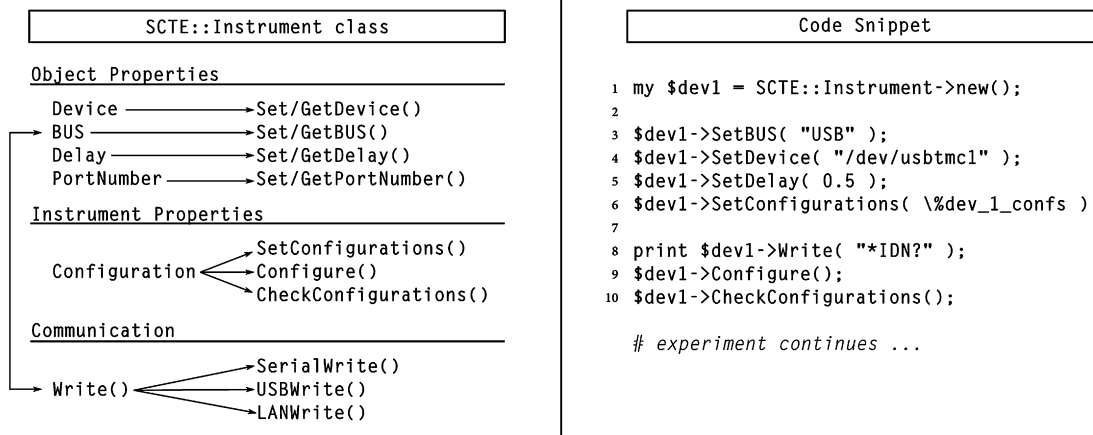 SCTE::Instrument class
Object Properties
Device Set/GetDevice()
BUS Set/GetBUS()
Delay Set/GetDelay()
PortNumber Set/GetPortNumber()
Instrument Properties
SetConfigurations()
Configuration Configure()
CheckConfigurations()
Communication
SerialWrite()
Write() USBWrite()
LANWrite()
Code Snippet
1 my $dev1 = SCTE::Instrument->new();
2
3 $dev1->SetBUS( "USB" );
4 $dev1->SetDevice( "/dev/usbtmc1" );
5 $dev1->SetDelay( 0.5 );
6 $dev1->SetConfigurations( \%dev_1_confs )
7
8 print $dev1->Write( "*IDN?" );
9 $dev1->Configure();
10 $dev1->CheckConfigurations();
# experiment continues ...